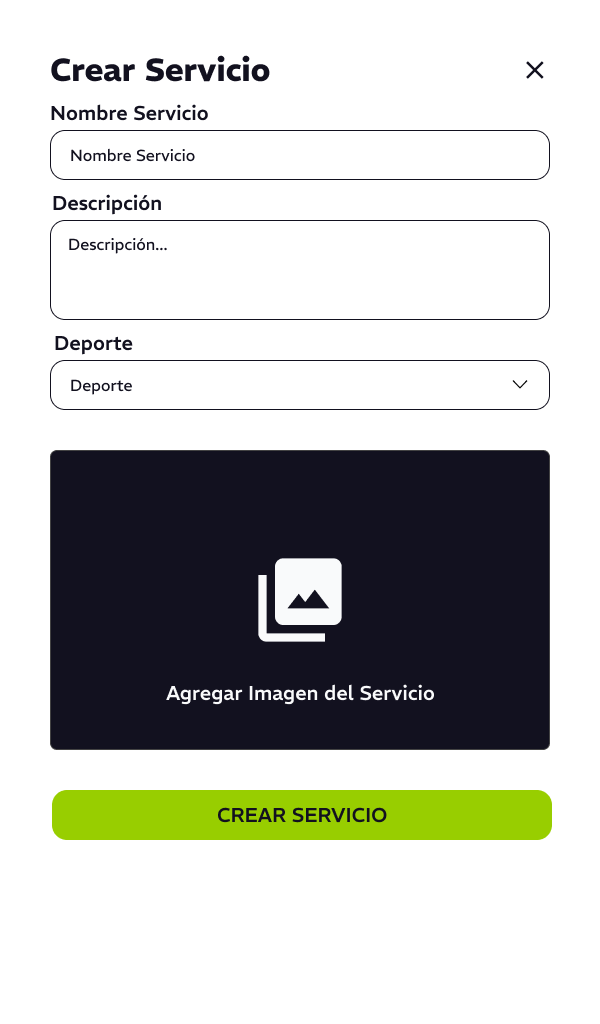 Crear Servicio
Nombre Servicio
Nombre Servicio
Descripción
Descripción...
Deporte
Deporte
Agregar Imagen del Servicio
CREAR SERVICIO